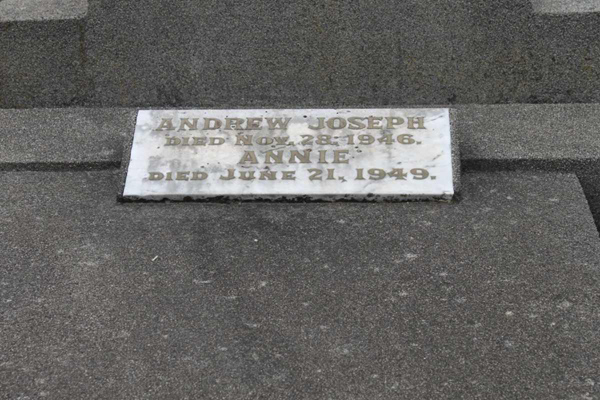 ANDREW JOSEPH
DIED NOV. 28. 1946.
ANNIE
DIED JUNE 21. 1949.